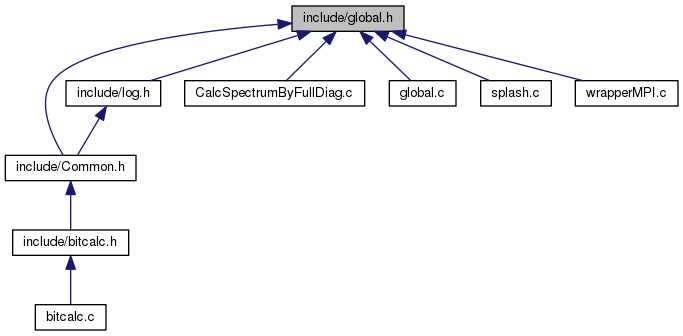 include/global.h
include/log.h
CalcSpectrumByFullDiag.c
global.c
splash.c
wrapperMPI.c
include/Common.h
include/bitcalc.h
bitcalc.c